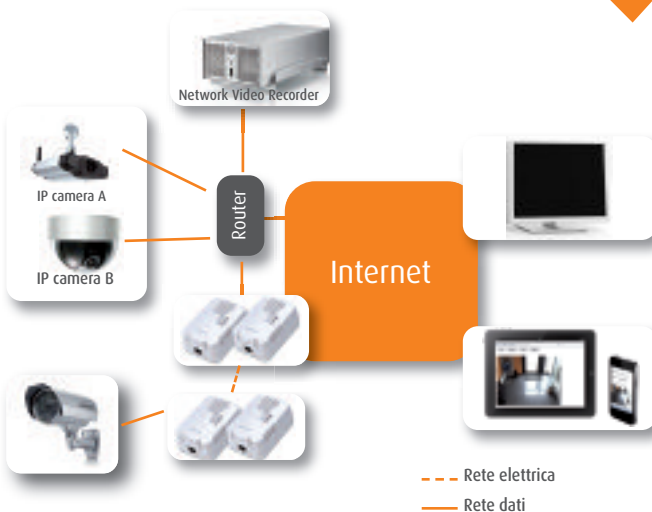 Network Video Recorder
IP camera A
IP camera B
Router
Internet
Rete elettrica
Rete dati